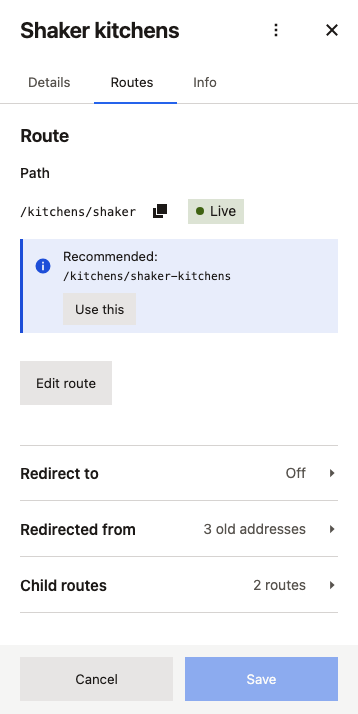 Shaker kitchens
Details Routes Info
Route
Path
/kitchens/shaker Live
Recommended:
/kitchens/shaker-kitchens
Use this
Edit route
Redirect to Off
Redirected from 3 old addresses
Child routes 2 routes
Cancel Save